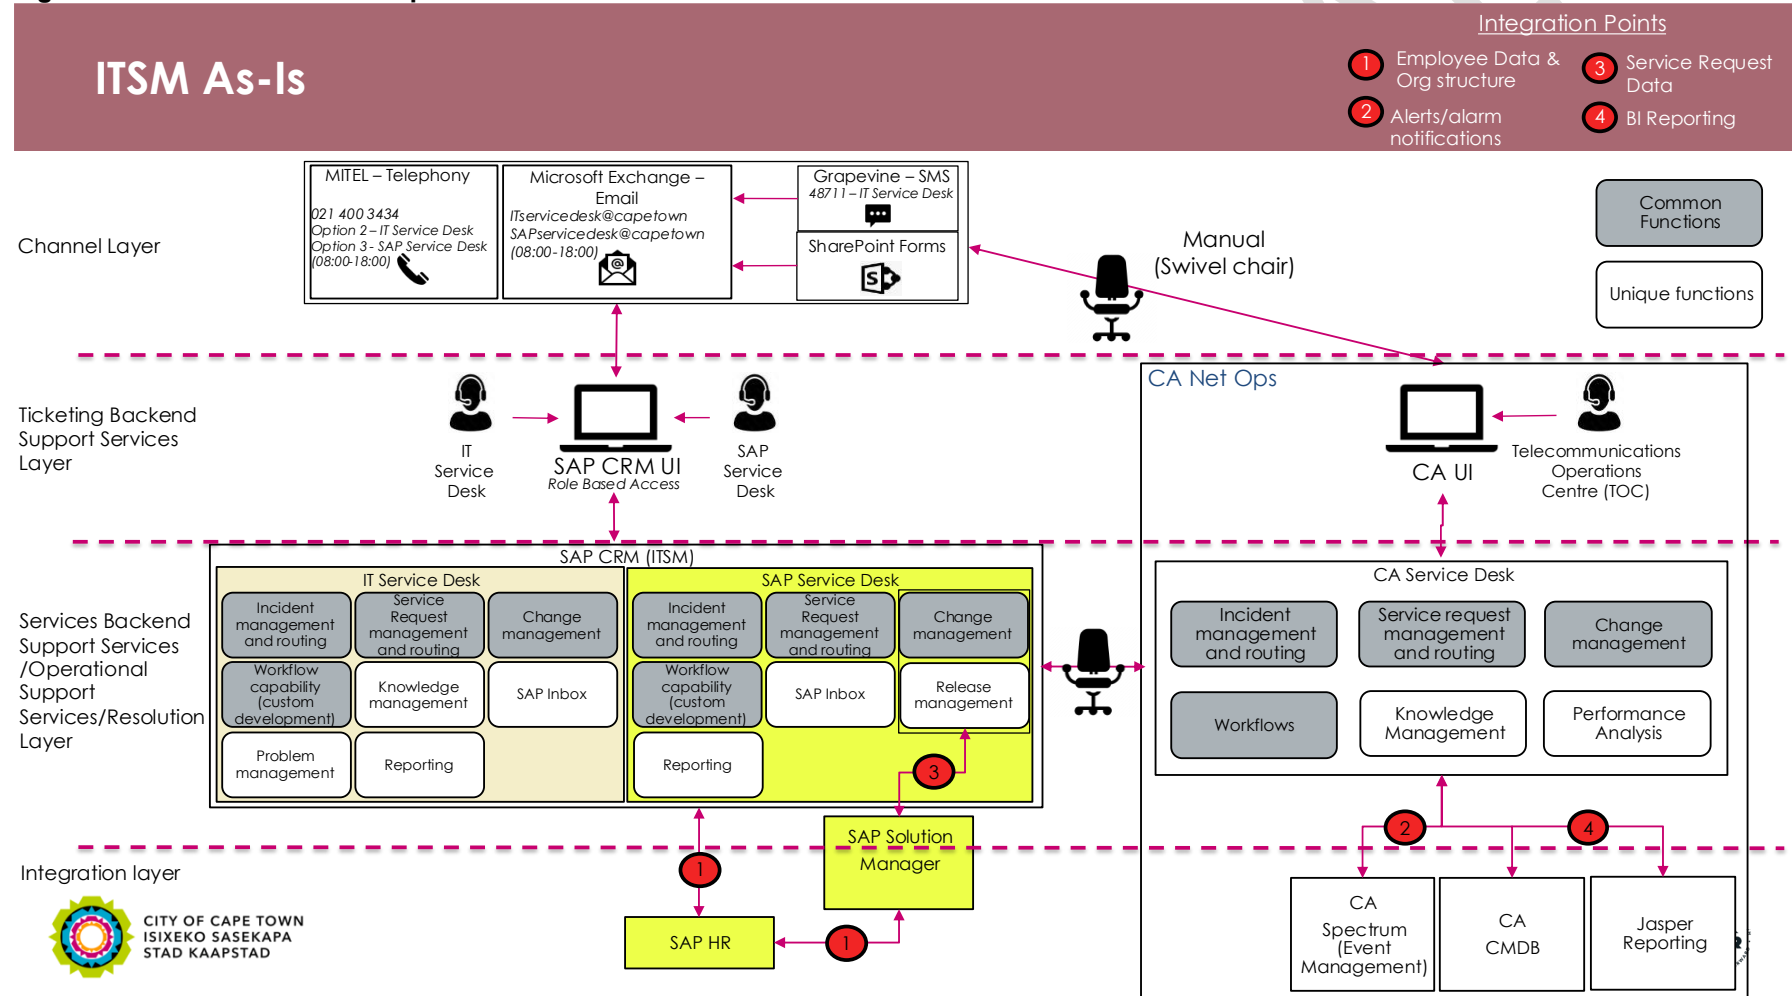 ITSM As-Is
Integration Points
1
Employee Data &
Org structure
2
Alerts/alarm
notifications
3
Service Request
Data
4
BI Reporting
Channel Layer
MITEL – Telephony
021 400 3434
Option 2 – IT Service Desk
Option 3 - SAP Service Desk
(08:00-18:00)
Microsoft Exchange –
Email
ITservicedesk@capetown
SAPservicedesk@capetown
(08:00-18:00)
Grapevine – SMS
48711 – IT Service Desk
SharePoint Forms
S
Manual
(Swivel chair)
Common
Functions
Unique functions
Ticketing Backend
Support Services
Layer
IT
Service
Desk
SAP CRM UI
Role Based Access
SAP
Service
Desk
CA Net Ops
CA UI
Telecommunications
Operations
Centre (TOC)
Services Backend
Support Services
/Operational
Support
Services/Resolution
Layer
SAP CRM (ITSM)
IT Service Desk
Incident
management
and routing
Service
Request
management
and routing
Change
management
Workflow
capability
(custom
development)
Knowledge
management
SAP Inbox
Problem
management
Reporting
SAP Service Desk
Incident
management
and routing
Service
Request
management
and routing
Change
management
Workflow
capability
(custom
development)
SAP Inbox
Release
management
Reporting
3
CA Service Desk
Incident
management
and routing
Service request
management
and routing
Change
management
Workflows
Knowledge
Management
Performance
Analysis
2
4
Integration layer
1
SAP Solution
Manager
SAP HR
1
CA
Spectrum
(Event
Management)
CA
CMDB
Jasper
Reporting
CITY OF CAPE TOWN
ISIXEKO SASEKAPA
STAD KAAPSTAD